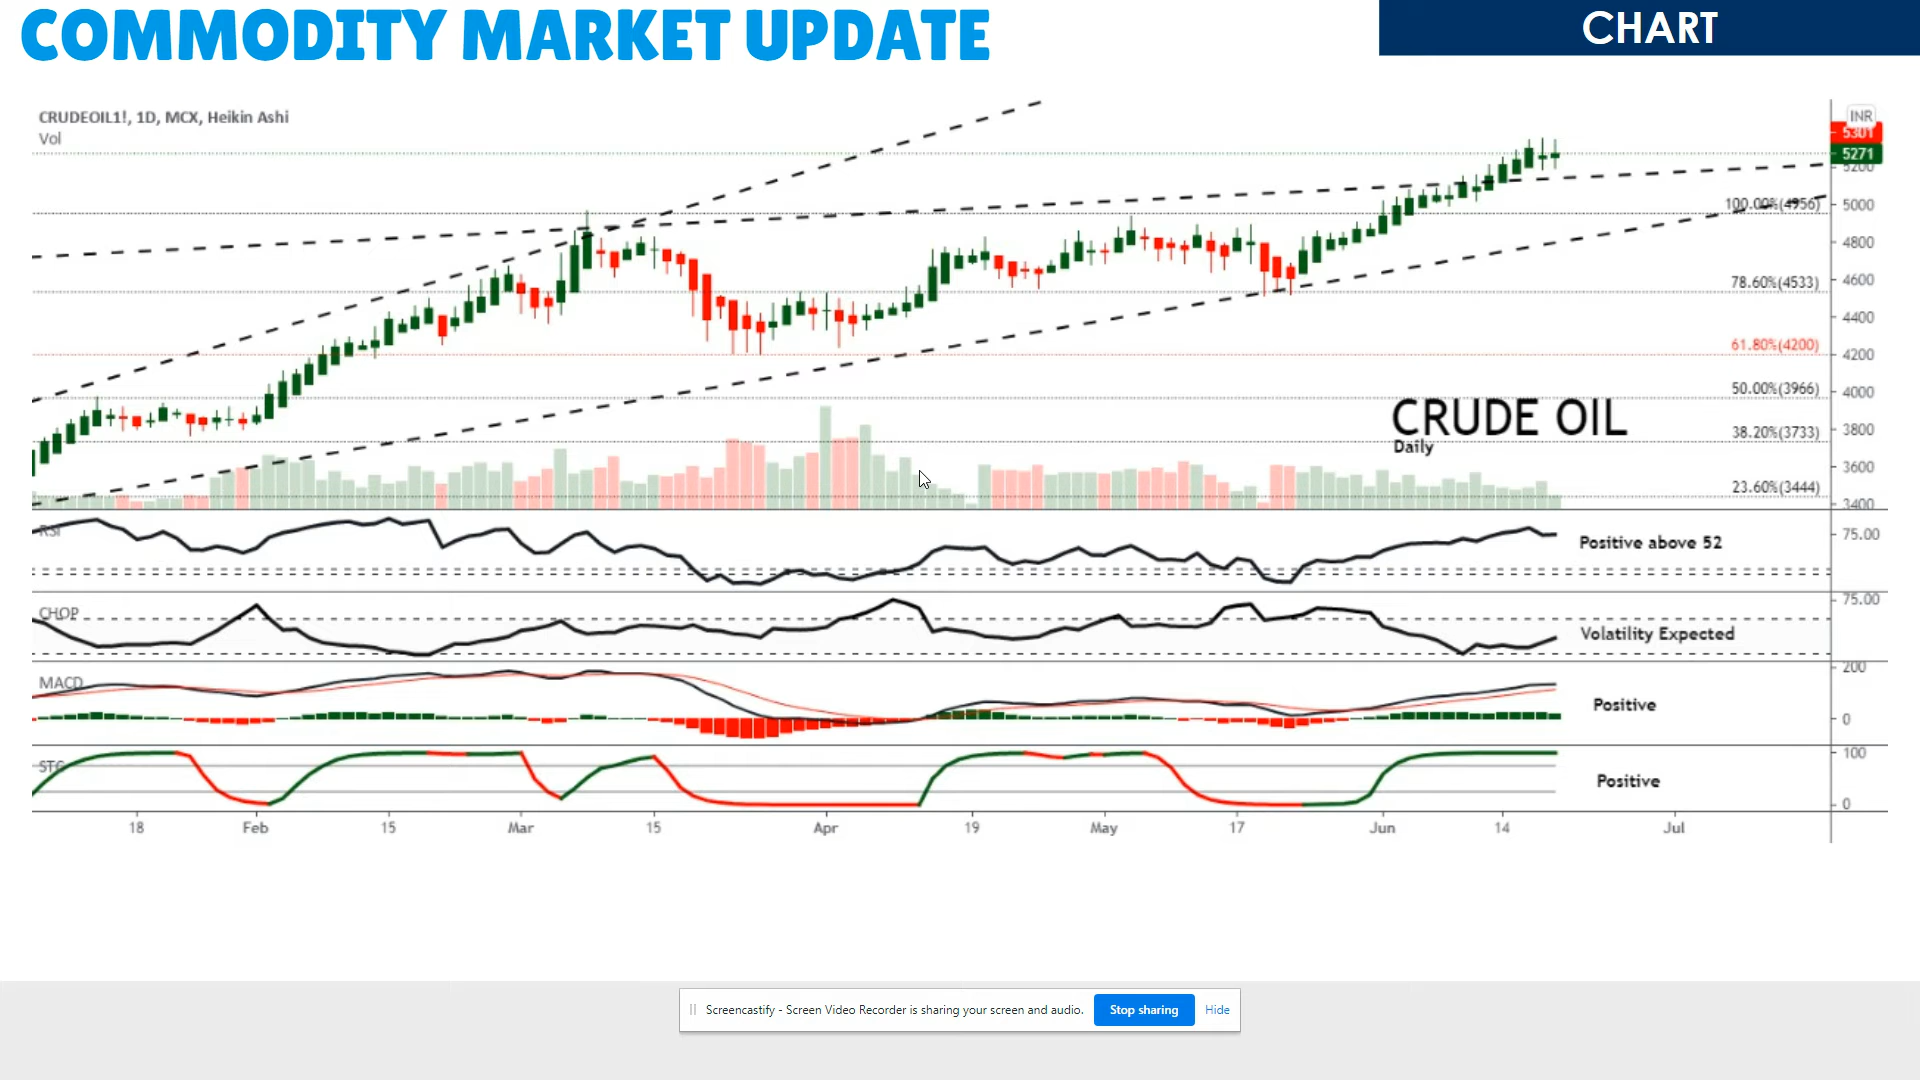 COMMODITY MARKET UPDATE
CHART
CRUDEOIL1!, 1D, MCX, Heikin Ashi
Vol
INR
5301
5271
5200
100.00%(4956)
5000
4800
78.60%(4533)
4600
4400
61.80%(4200)
4200
50.00%(3966)
4000
CRUDE OIL
Daily
38.20%(3733)
3800
3600
23.60%(3444)
3400
RSI
75.00
Positive above 52
CHOP
75.00
Volatility Expected
MACD
200
Positive
0
STC
100
Positive
0
18 Feb 15 Mar 15 Apr 19 May 17 Jun 14 Jul
Screencastify - Screen Video Recorder is sharing your screen and audio. Stop sharing Hide